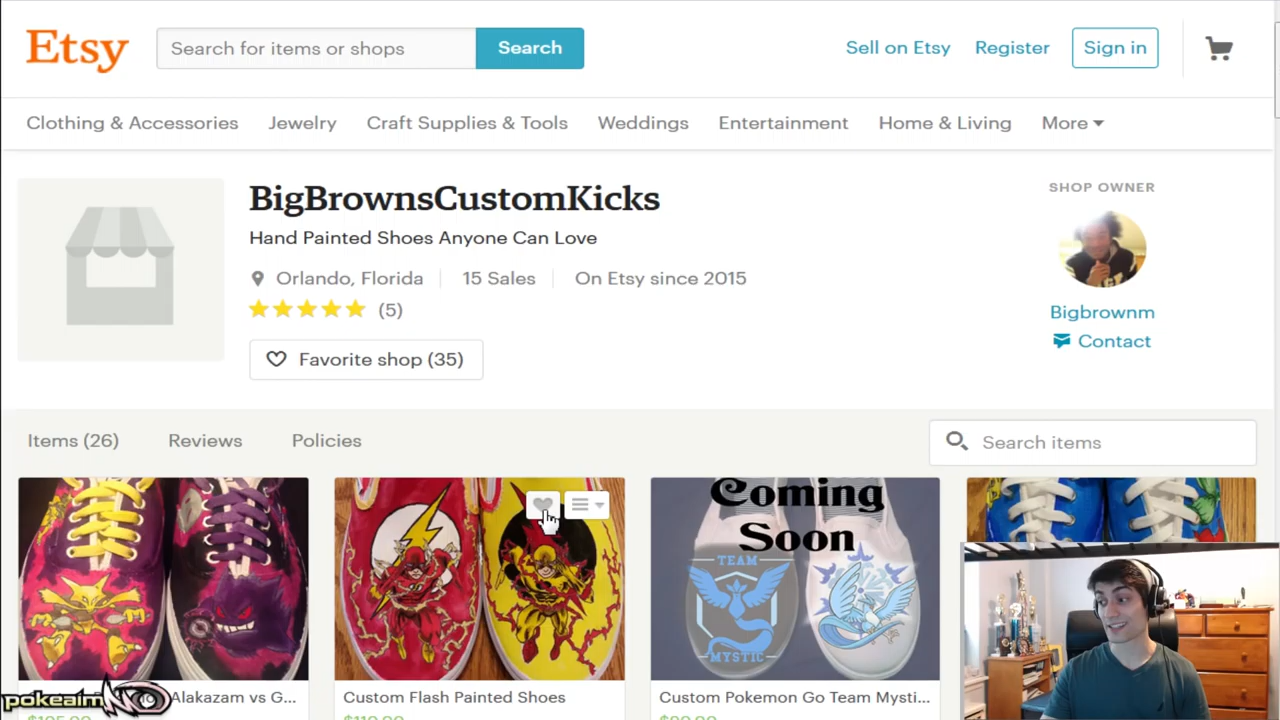 Etsy
Search for items or shops
Search
Sell on Etsy
Register
Sign in
Clothing & Accessories
Jewelry
Craft Supplies & Tools
Weddings
Entertainment
Home & Living
More
BigBrownsCustomKicks
Hand Painted Shoes Anyone Can Love
Orlando, Florida
15 Sales
On Etsy since 2015
(5)
Favorite shop (35)
SHOP OWNER
Bigbrownm
Contact
Items (26)
Reviews
Policies
Search items
Coming
Soon
TEAM
MYSTIC
pokeaim
Alakazam vs G...
Custom Flash Painted Shoes
Custom Pokemon Go Team Mysti...